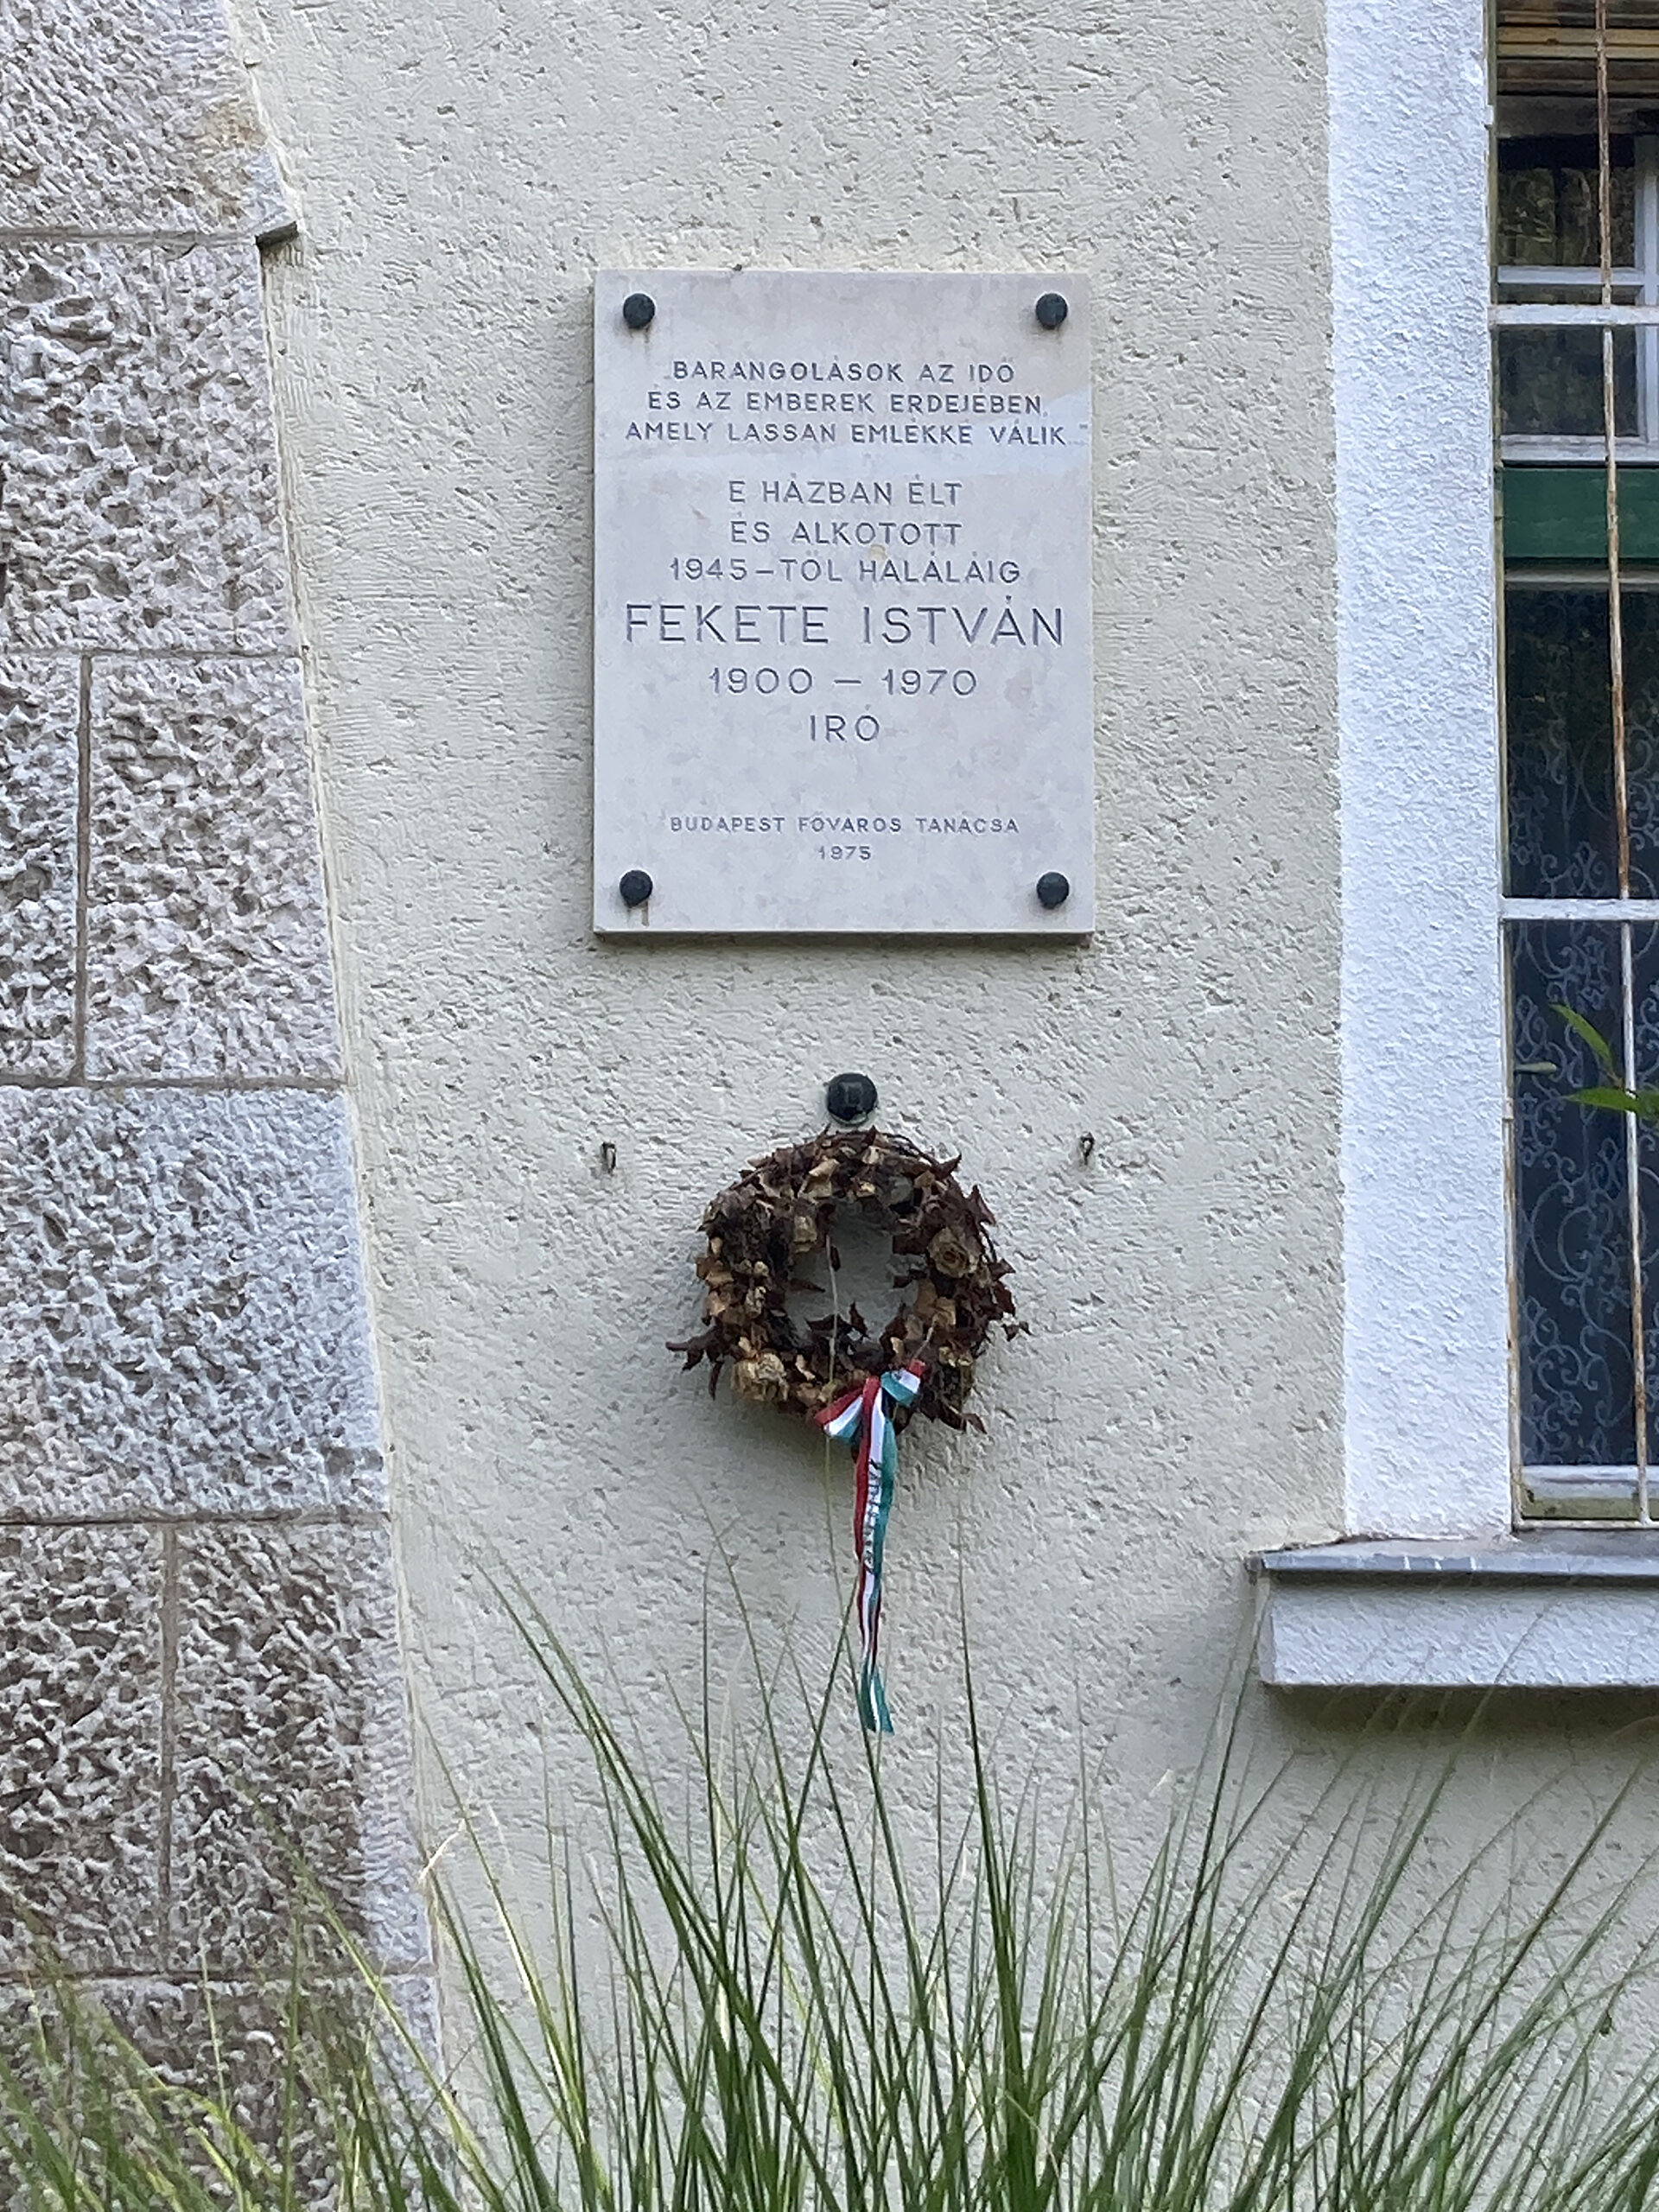 „BARANGOLÁSOK AZ IDŐ
ÉS AZ EMBEREK ERDEJÉBEN,
AMELY LASSAN EMLÉKKÉ VÁLIK..."
E HÁZBAN ÉLT
ÉS ALKOTOTT
1945-TŐL HALÁLÁIG
FEKETE ISTVÁN
1900 – 1970
IRÓ
BUDAPEST FŐVÁROS TANÁCSA
1975